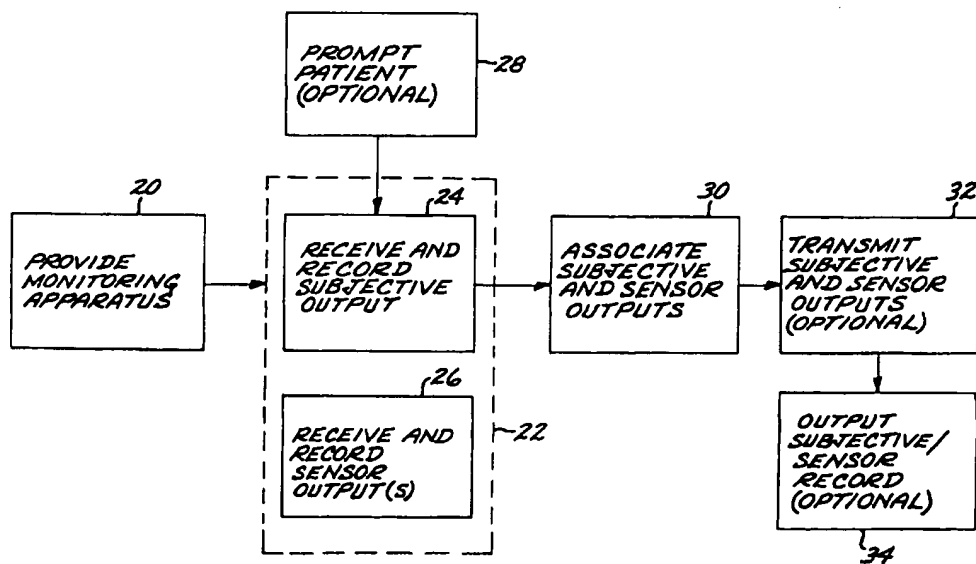 PROMPT
PATIENT
(OPTIONAL)
28
20
PROVIDE
MONITORING
APPARATUS
24
RECEIVE AND
RECORD
SUBJECTIVE
OUTPUT
26
RECEIVE AND
RECORD
SENSOR
OUTPUT(S)
22
30
ASSOCIATE
SUBJECTIVE
AND SENSOR
OUTPUTS
32
TRANSMIT
SUBJECTIVE
AND SENSOR
OUTPUTS
(OPTIONAL)
OUTPUT
SUBJECTIVE/
SENSOR
RECORD
(OPTIONAL)
34